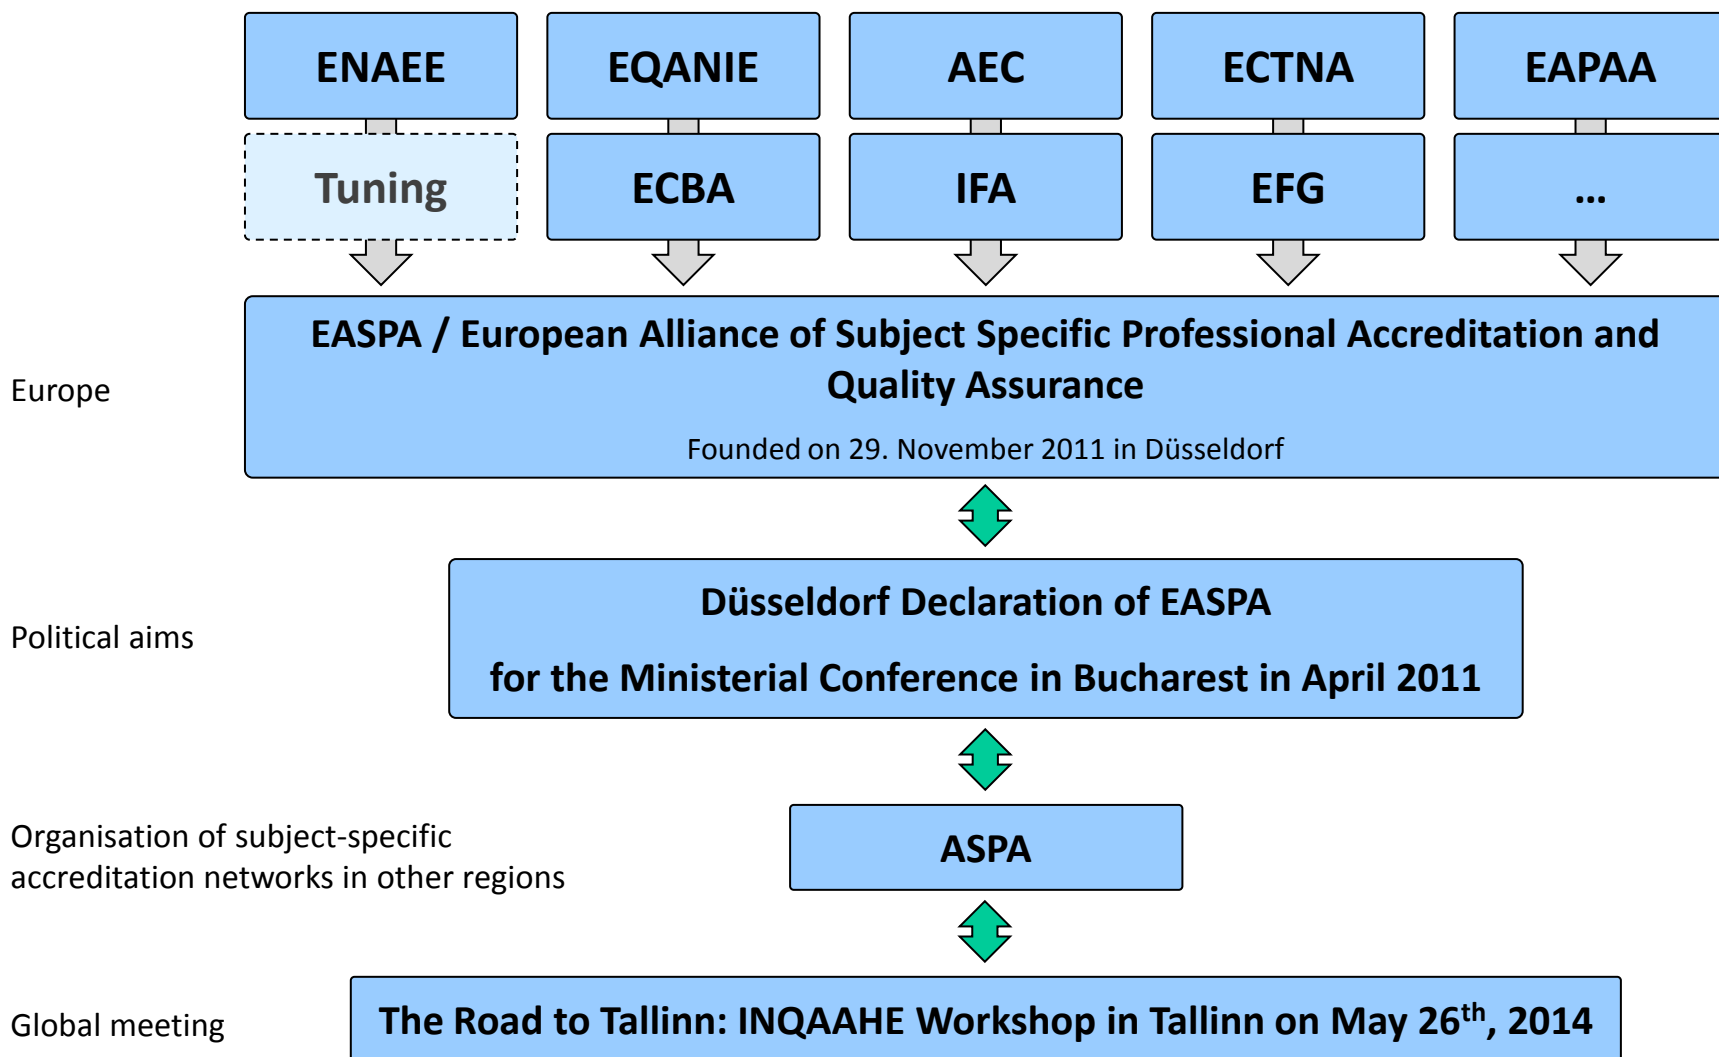 ENAEE
EQANIE
AEC
ECTNA
EAPAA
Tuning
ECBA
IFA
EFG
...
Europe
EASPA / European Alliance of Subject Specific Professional Accreditation and
Quality Assurance
Founded on 29. November 2011 in Düsseldorf
Political aims
Düsseldorf Declaration of EASPA
for the Ministerial Conference in Bucharest in April 2011
Organisation of subject-specific
accreditation networks in other regions
ASPA
Global meeting
The Road to Tallinn: INQAAHE Workshop in Tallinn on May 26th, 2014